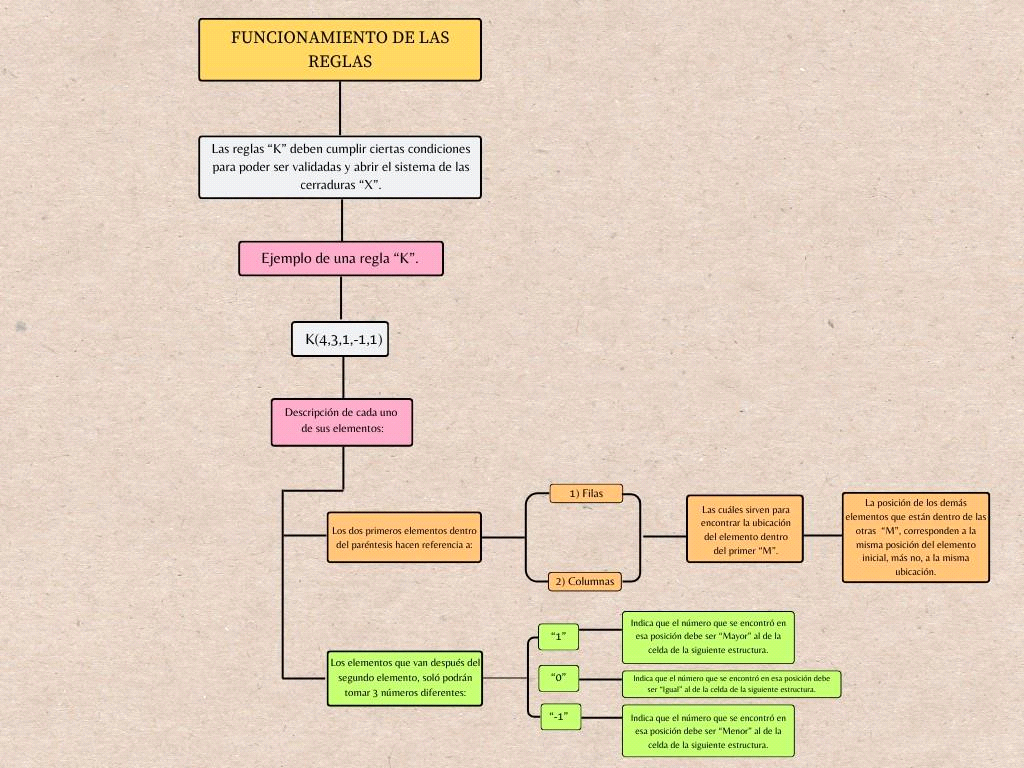 FUNCIONAMIENTO DE LAS
REGLAS
Las reglas “K” deben cumplir ciertas condiciones
para poder ser validadas y abrir el sistema de las
cerraduras “X”.
Ejemplo de una regla “K”.
K(4,3,1,-1,1)
Descripción de cada uno
de sus elementos:
Los dos primeros elementos dentro
del paréntesis hacen referencia a:
1) Filas
2) Columnas
Las cuáles sirven para
encontrar la ubicación
del elemento dentro
del primer “M”.
La posición de los demás
elementos que están dentro de las
otras “M”, corresponden a la
misma posición del elemento
inicial, más no, a la misma
ubicación.
Los elementos que van después del
segundo elemento, soló podrán
tomar 3 números diferentes:
“1”
Indica que el número que se encontró en
esa posición debe ser “Mayor” al de la
celda de la siguiente estructura.
“0”
Indica que el número que se encontró en esa posición debe
ser “Igual” al de la celda de la siguiente estructura.
“-1”
Indica que el número que se encontró en
esa posición debe ser “Menor” al de la
celda de la siguiente estructura.